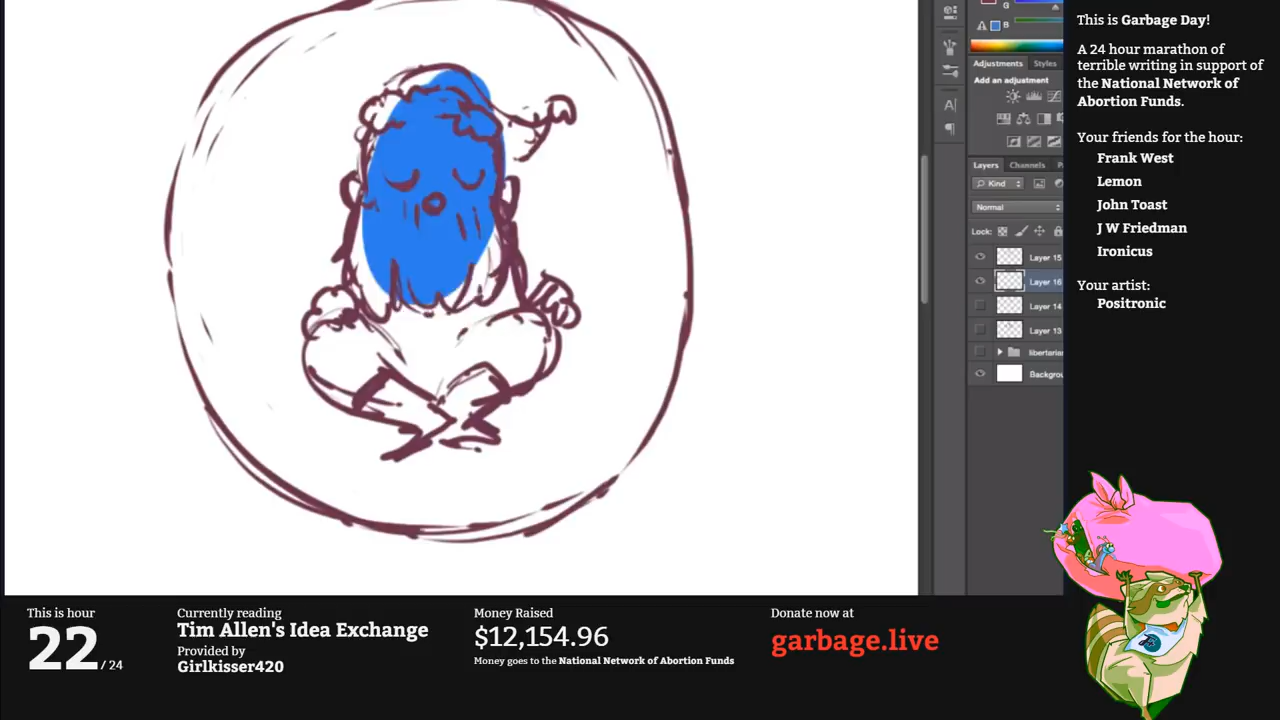 G
B
Adjustments Styles
Add an adjustment
A|
Layers Channels
Kind
Normal
Lock:
Layer 15
Layer 16
Layer 14
Layer 13
libertaria
Backgrou
This is Garbage Day!
A 24 hour marathon of
terrible writing in support of
the National Network of
Abortion Funds.
Your friends for the hour:
Frank West
Lemon
John Toast
J W Friedman
Ironicus
Your artist:
Positronic
This is hour
22 / 24
Currently reading
Tim Allen's Idea Exchange
Provided by
Girlkisser420
Money Raised
$12,154.96
Money goes to the National Network of Abortion Funds
Donate now at
garbage.live